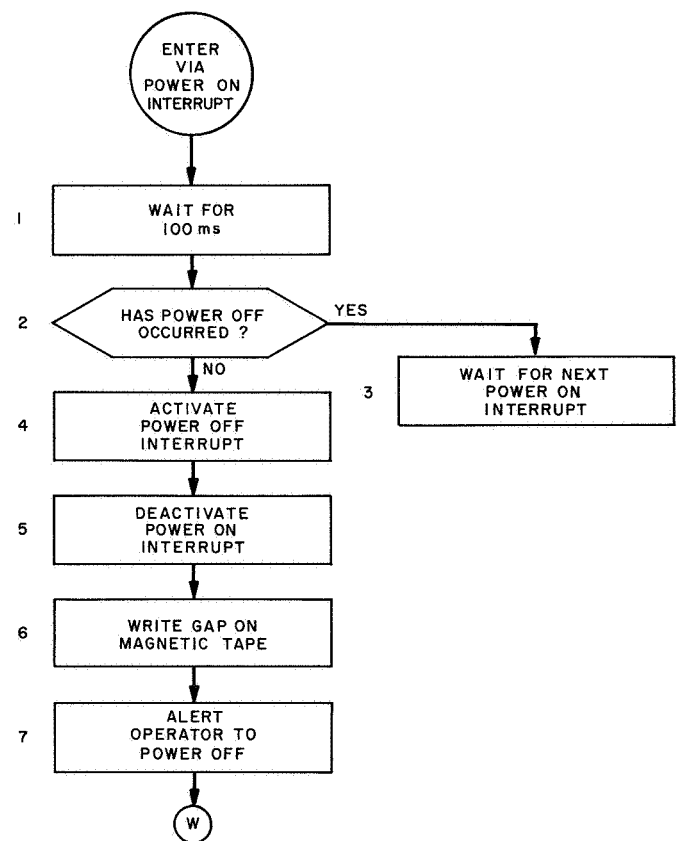 ENTER
VIA
POWER ON
INTERRUPT
1
WAIT FOR
100 ms
2
HAS POWER OFF
OCCURRED ?
YES
NO
3
WAIT FOR NEXT
POWER ON
INTERRUPT
4
ACTIVATE
POWER OFF
INTERRUPT
5
DEACTIVATE
POWER ON
INTERRUPT
6
WRITE GAP ON
MAGNETIC TAPE
7
ALERT
OPERATOR TO
POWER OFF
W